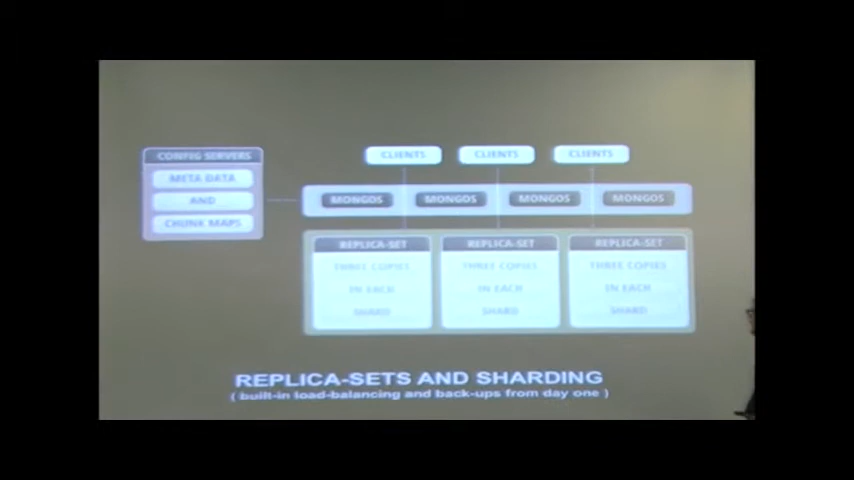 CONFIG SERVERS
META DATA
AND
CHUNK MAPS
CLIENTS CLIENTS CLIENTS
MONGOS MONGOS MONGOS MONGOS
REPLICA-SET REPLICA-SET REPLICA-SET
THREE COPIES THREE COPIES THREE COPIES
IN EACH IN EACH IN EACH
SHARD SHARD SHARD
REPLICA-SETS AND SHARDING
( built-in load-balancing and back-ups from day one )